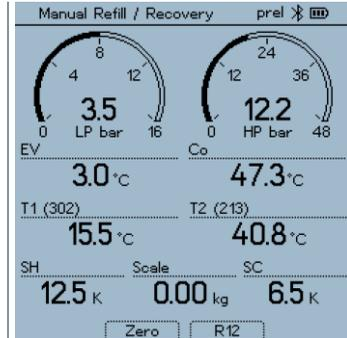 Manual Refill / Recovery prel
8 24
4 12 12 36
3.5 12.2
0 LP bar 16 0 HP bar 48
EV Co
3.0 °C 47.3 °C
T1 (302) T2 (213)
15.5 °C 40.8 °C
SH Scale SC
12.5 K 0.00 kg 6.5 K
Zero R12